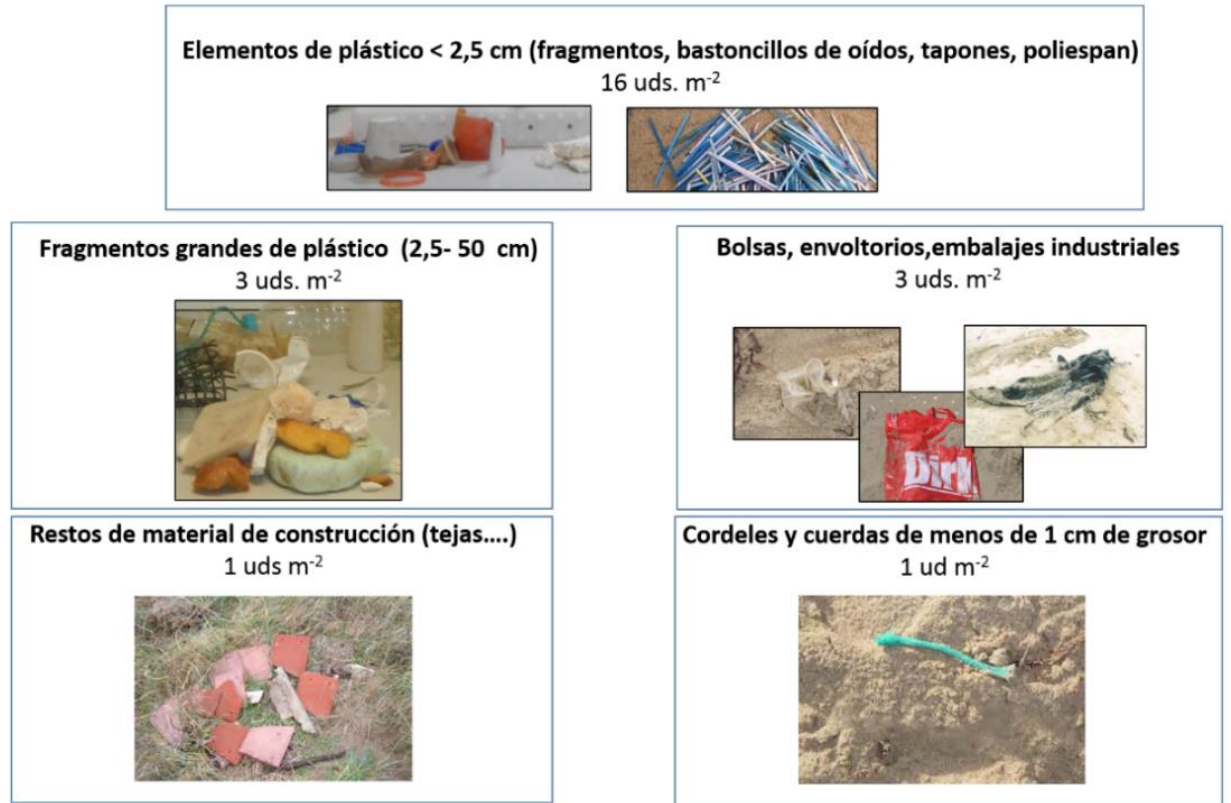 Elementos de plástico < 2,5 cm (fragmentos, bastoncillos de oídos, tapones, poliespan)
16 uds. m⁻²
Fragmentos grandes de plástico (2,5- 50 cm)
3 uds. m⁻²
Bolsas, envoltorios,embalajes industriales
3 uds. m⁻²
Dirk
Restos de material de construcción (tejas....)
1 uds m⁻²
Cordeles y cuerdas de menos de 1 cm de grosor
1 ud m⁻²